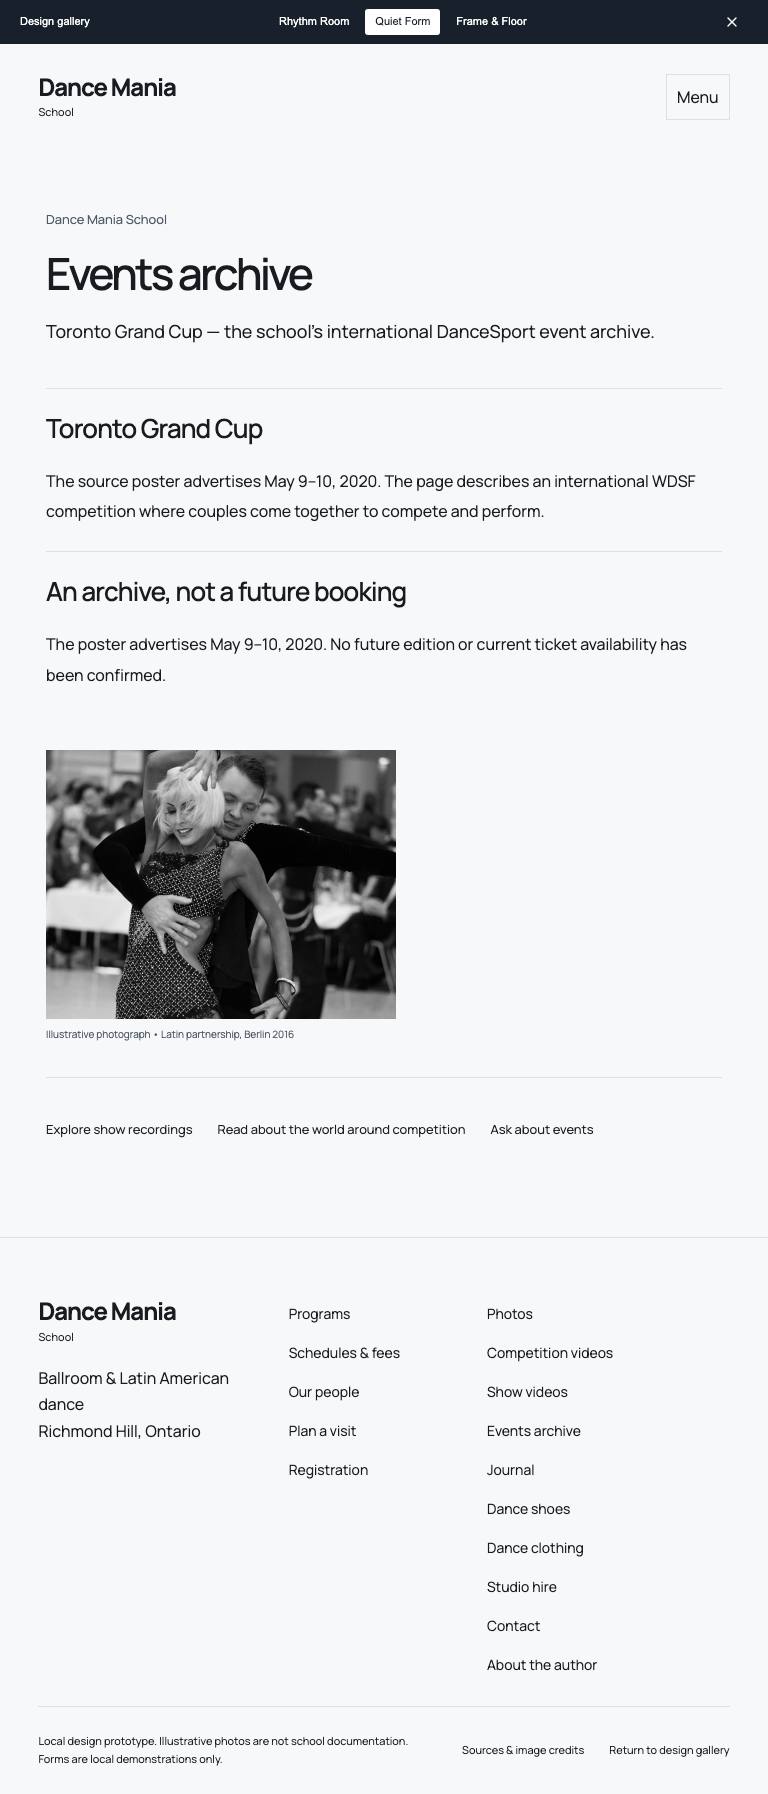 Design gallery
Rhythm Room
Quiet Form
Frame & Floor
Dance Mania
School
Menu
Dance Mania School
Events archive
Toronto Grand Cup — the school's international DanceSport event archive.
Toronto Grand Cup
The source poster advertises May 9–10, 2020. The page describes an international WDSF
competition where couples come together to compete and perform.
An archive, not a future booking
The poster advertises May 9–10, 2020. No future edition or current ticket availability has
been confirmed.
Illustrative photograph • Latin partnership, Berlin 2016
Explore show recordings
Read about the world around competition
Ask about events
Dance Mania
School
Ballroom & Latin American
dance
Richmond Hill, Ontario
Programs
Schedules & fees
Our people
Plan a visit
Registration
Photos
Competition videos
Show videos
Events archive
Journal
Dance shoes
Dance clothing
Studio hire
Contact
About the author
Local design prototype. Illustrative photos are not school documentation.
Forms are local demonstrations only.
Sources & image credits
Return to design gallery